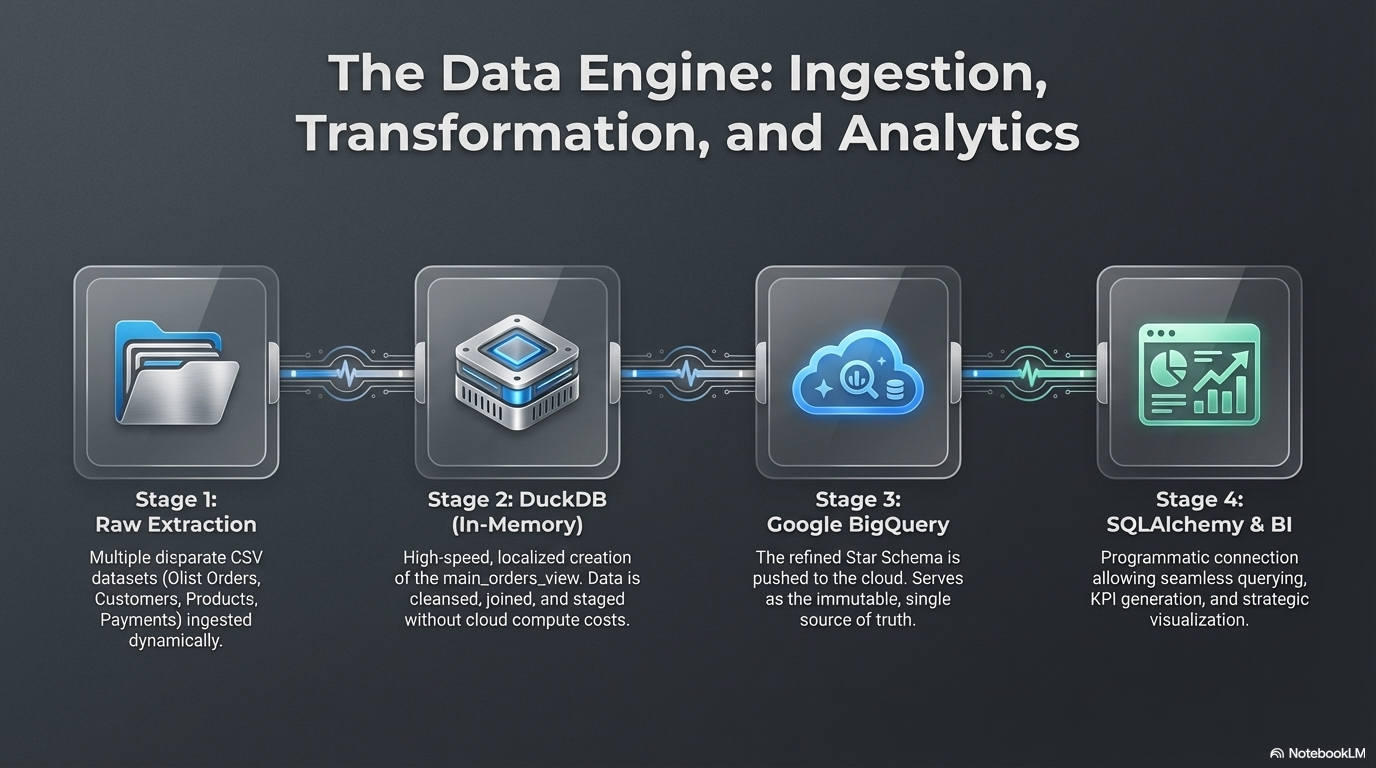 The Data Engine: Ingestion,
Transformation, and Analytics
Stage 1:
Raw Extraction
Multiple disparate CSV
datasets (Olist Orders,
Customers, Products,
Payments) ingested
dynamically.
Stage 2: DuckDB
(In-Memory)
High-speed, localized creation
of the main_orders_view. Data is
cleansed, joined, and staged
without cloud compute costs.
Stage 3:
Google BigQuery
The refined Star Schema is
pushed to the cloud. Serves
as the immutable, single
source of truth.
Stage 4:
SQLAlchemy & BI
Programmatic connection
allowing seamless querying,
KPI generation, and strategic
visualization.
NotebookLM